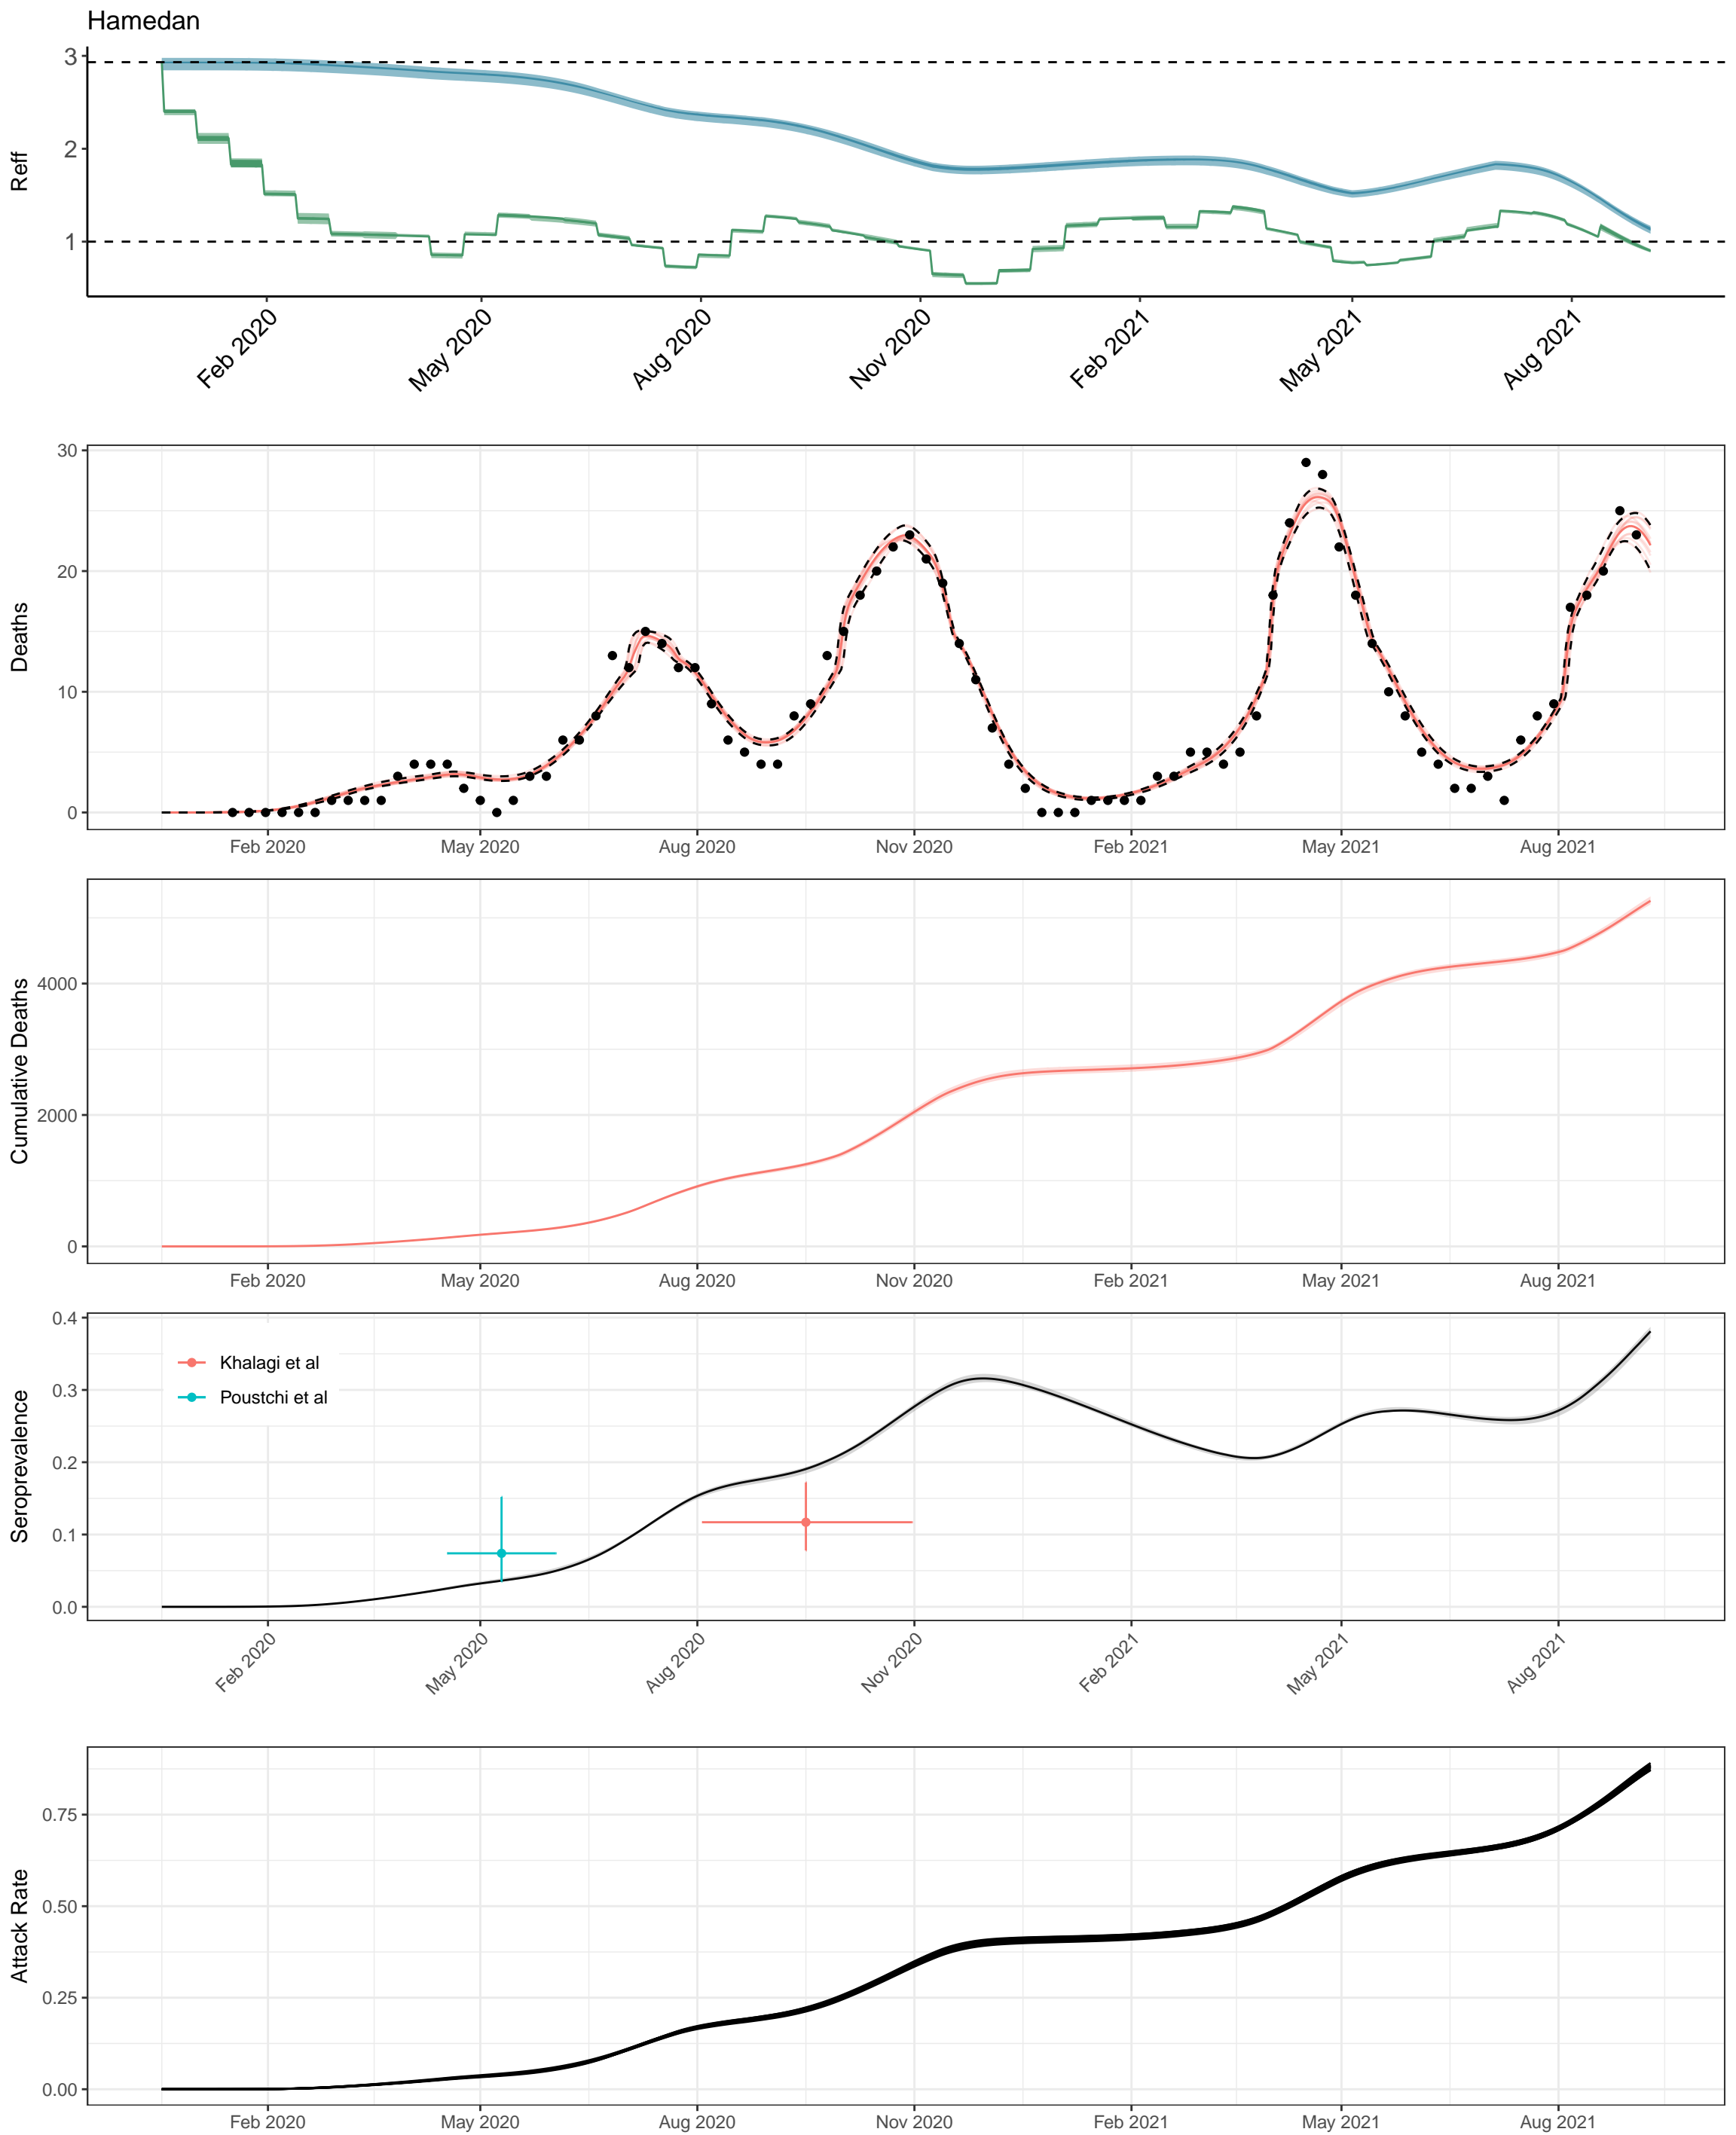 Hamedan
Reff
3
2
1
Feb 2020
May 2020
Aug 2020
Nov 2020
Feb 2021
May 2021
Aug 2021
Deaths
30
20
10
0
Feb 2020
May 2020
Aug 2020
Nov 2020
Feb 2021
May 2021
Aug 2021
Cumulative Deaths
4000
2000
0
Feb 2020
May 2020
Aug 2020
Nov 2020
Feb 2021
May 2021
Aug 2021
Seroprevalence
0.4
0.3
0.2
0.1
0.0
Khalagi et al
Poustchi et al
Feb 2020
May 2020
Aug 2020
Nov 2020
Feb 2021
May 2021
Aug 2021
Attack Rate
0.75
0.50
0.25
0.00
Feb 2020
May 2020
Aug 2020
Nov 2020
Feb 2021
May 2021
Aug 2021